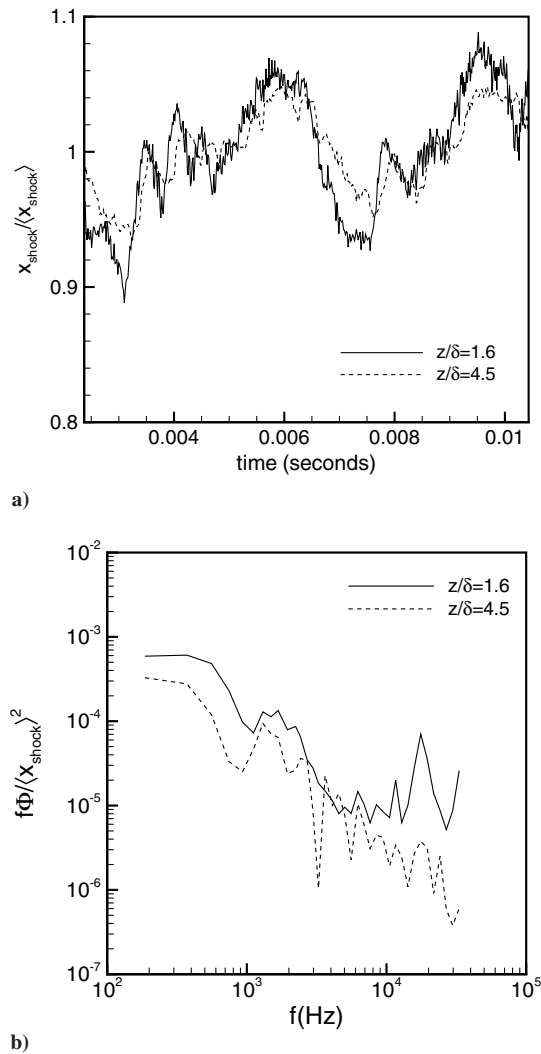 1.1
1
0.9
0.8
x_shock/⟨x_shock⟩
z/δ=1.6
z/δ=4.5
0.004 0.006 0.008 0.01
time (seconds)
a)
10^-2
10^-3
10^-4
10^-5
10^-6
10^-7
fΦ/⟨x_shock⟩^2
z/δ=1.6
z/δ=4.5
10^2 10^3 10^4 10^5
f(Hz)
b)